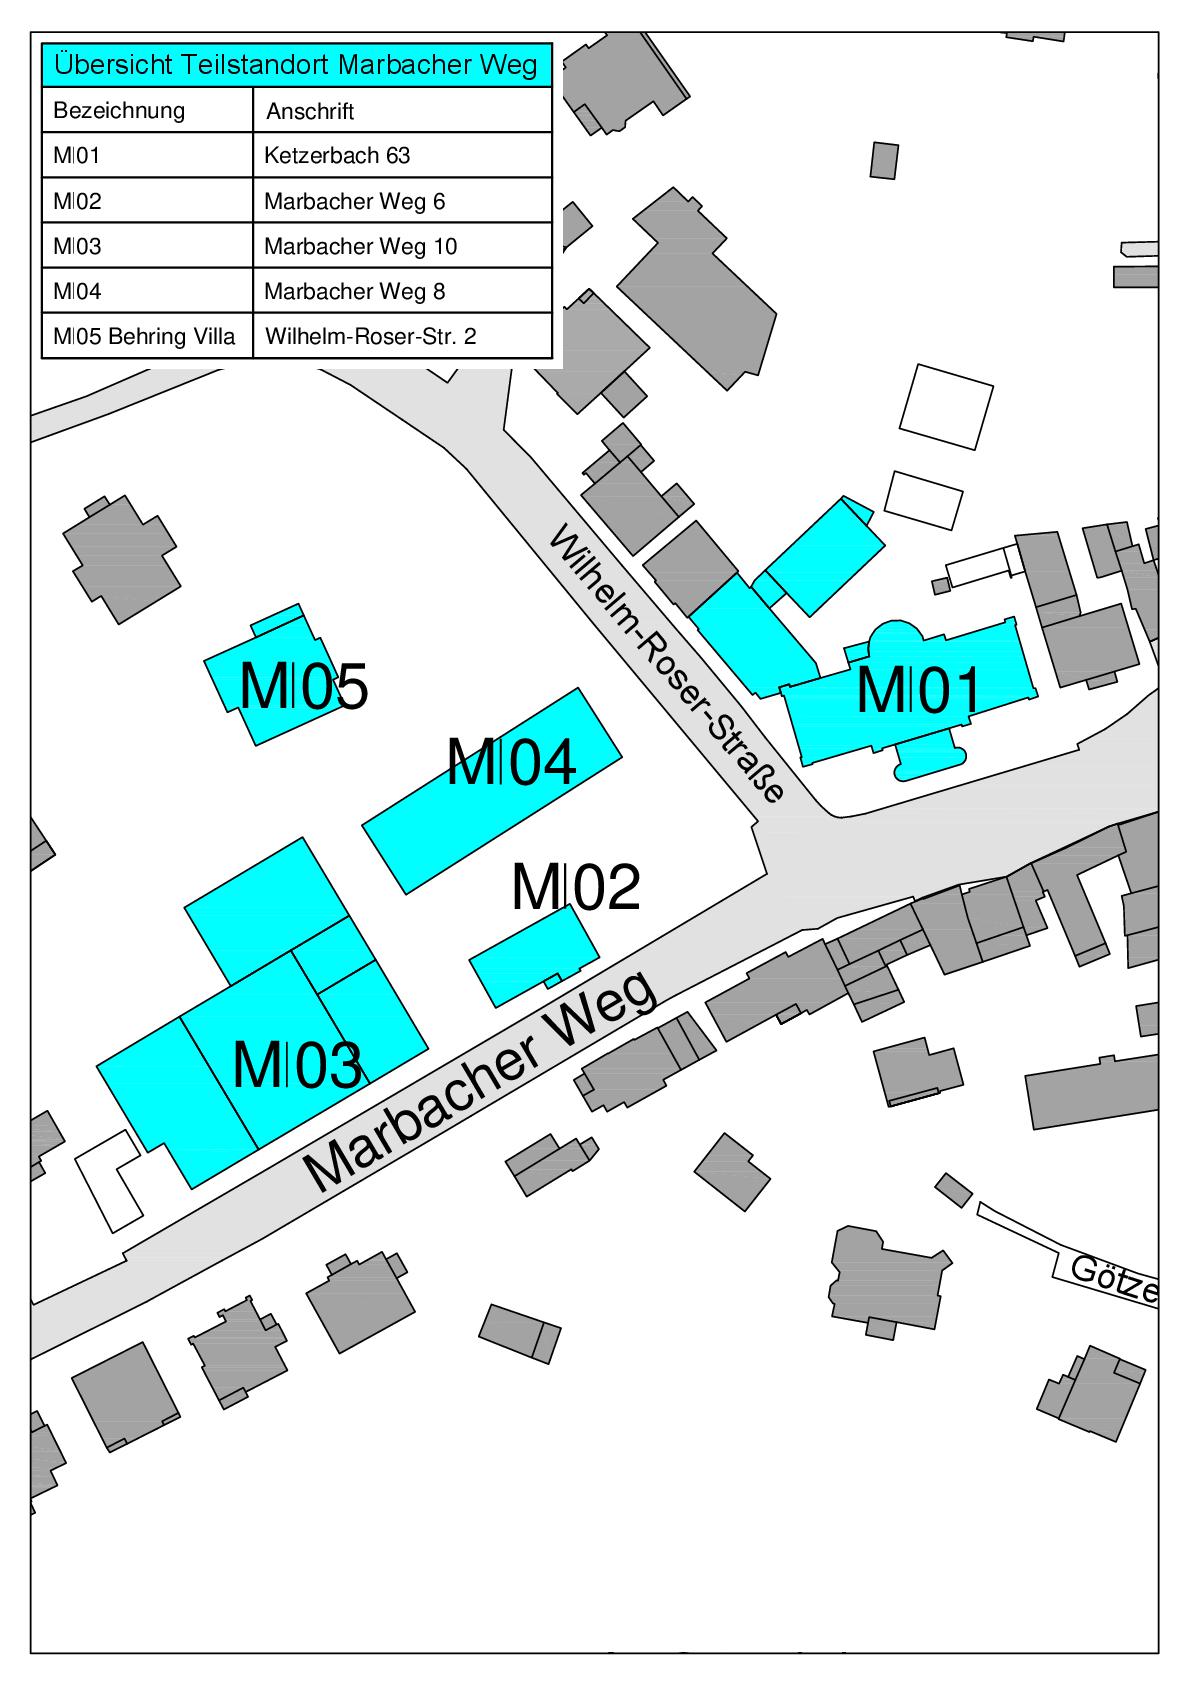 Übersicht Teilstandort Marbacher Weg
Bezeichnung Anschrift
M|01 Ketzerbach 63
M|02 Marbacher Weg 6
M|03 Marbacher Weg 10
M|04 Marbacher Weg 8
M|05 Behring Villa Wilhelm-Roser-Str. 2
Wilhelm-Roser-Straße
M|05
M|01
M|04
M|02
M|03
Marbacher Weg
Götze